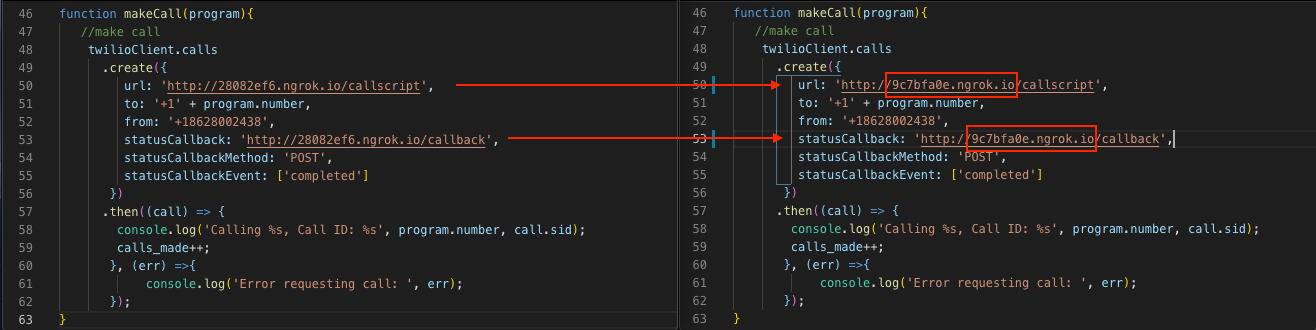 46 function makeCall(program){
47 //make call
48 twilioClient.calls
49 .create({
50 url: 'http://28082ef6.ngrok.io/callscript',
51 to: '+1' + program.number,
52 from: '+18628002438',
53 statusCallback: 'http://28082ef6.ngrok.io/callback',
54 statusCallbackMethod: 'POST',
55 statusCallbackEvent: ['completed']
56 })
57 .then((call) => {
58 console.log('Calling %s, Call ID: %s', program.number, call.sid);
59 calls_made++;
60 }, (err) =>{
61 console.log('Error requesting call: ', err);
62 });
63 }
46 function makeCall(program){
47 //make call
48 twilioClient.calls
49 .create({
50 url: 'http://9c7bfa0e.ngrok.io/callscript',
51 to: '+1' + program.number,
52 from: '+18628002438',
53 statusCallback: 'http://9c7bfa0e.ngrok.io/callback',
54 statusCallbackMethod: 'POST',
55 statusCallbackEvent: ['completed']
56 })
57 .then((call) => {
58 console.log('Calling %s, Call ID: %s', program.number, call.sid);
59 calls_made++;
60 }, (err) =>{
61 console.log('Error requesting call: ', err);
62 });
63 }